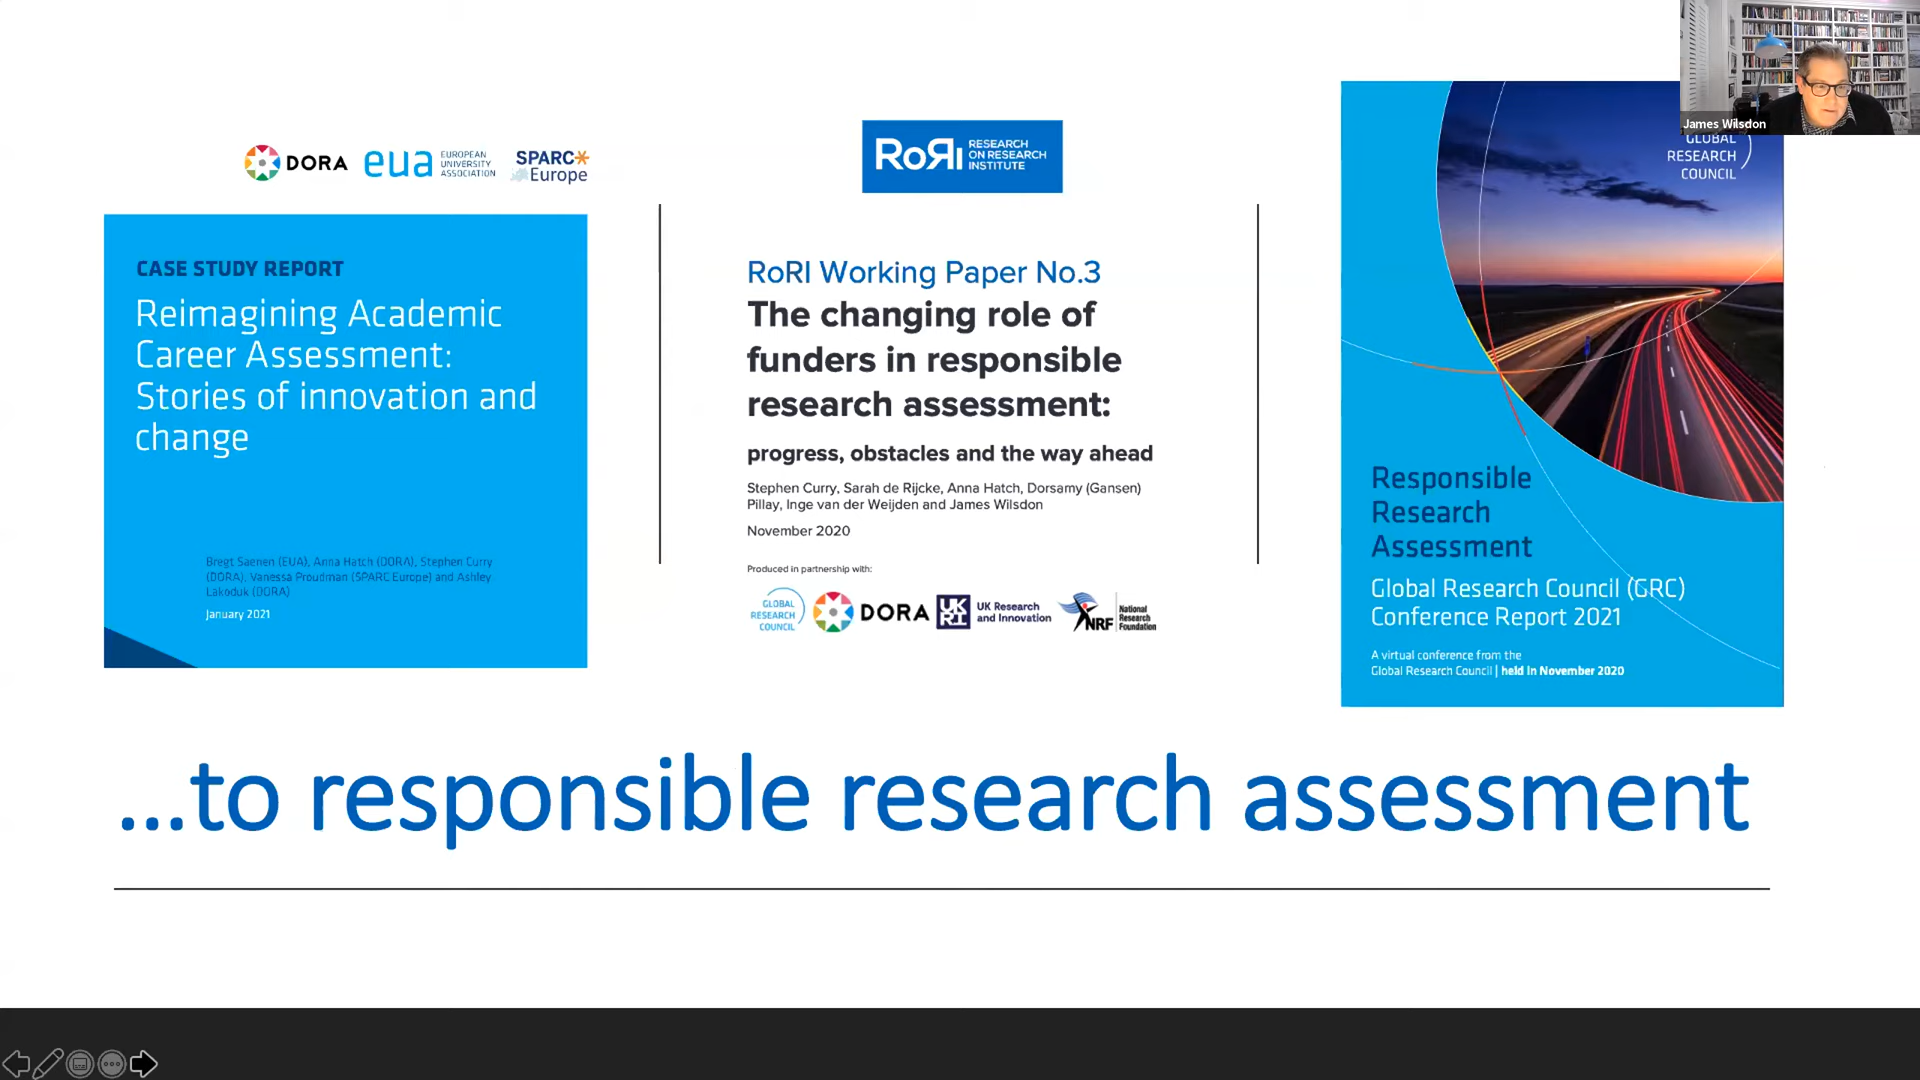 James Wilsdon
DORA
eua
EUROPEAN
UNIVERSITY
ASSOCIATION
SPARC*
Europe
CASE STUDY REPORT
Reimagining Academic
Career Assessment:
Stories of innovation and
change
Bregt Saenen (EUA), Anna Hatch (DORA), Stephen Curry
(DORA), Vanessa Proudman (SPARC Europe) and Ashley
Lakoduk (DORA)
January 2021
RoRI
RESEARCH
ON RESEARCH
INSTITUTE
RoRI Working Paper No.3
The changing role of
funders in responsible
research assessment:
progress, obstacles and the way ahead
Stephen Curry, Sarah de Rijcke, Anna Hatch, Dorsamy (Gansen)
Pillay, Inge van der Weijden and James Wilsdon
November 2020
Produced in partnership with:
GLOBAL
RESEARCH
COUNCIL
DORA
UK
RI
UK Research
and Innovation
NRF
National
Research
Foundation
GLOBAL
RESEARCH
COUNCIL
Responsible
Research
Assessment
Global Research Council (GRC)
Conference Report 2021
A virtual conference from the
Global Research Council | held in November 2020
...to responsible research assessment